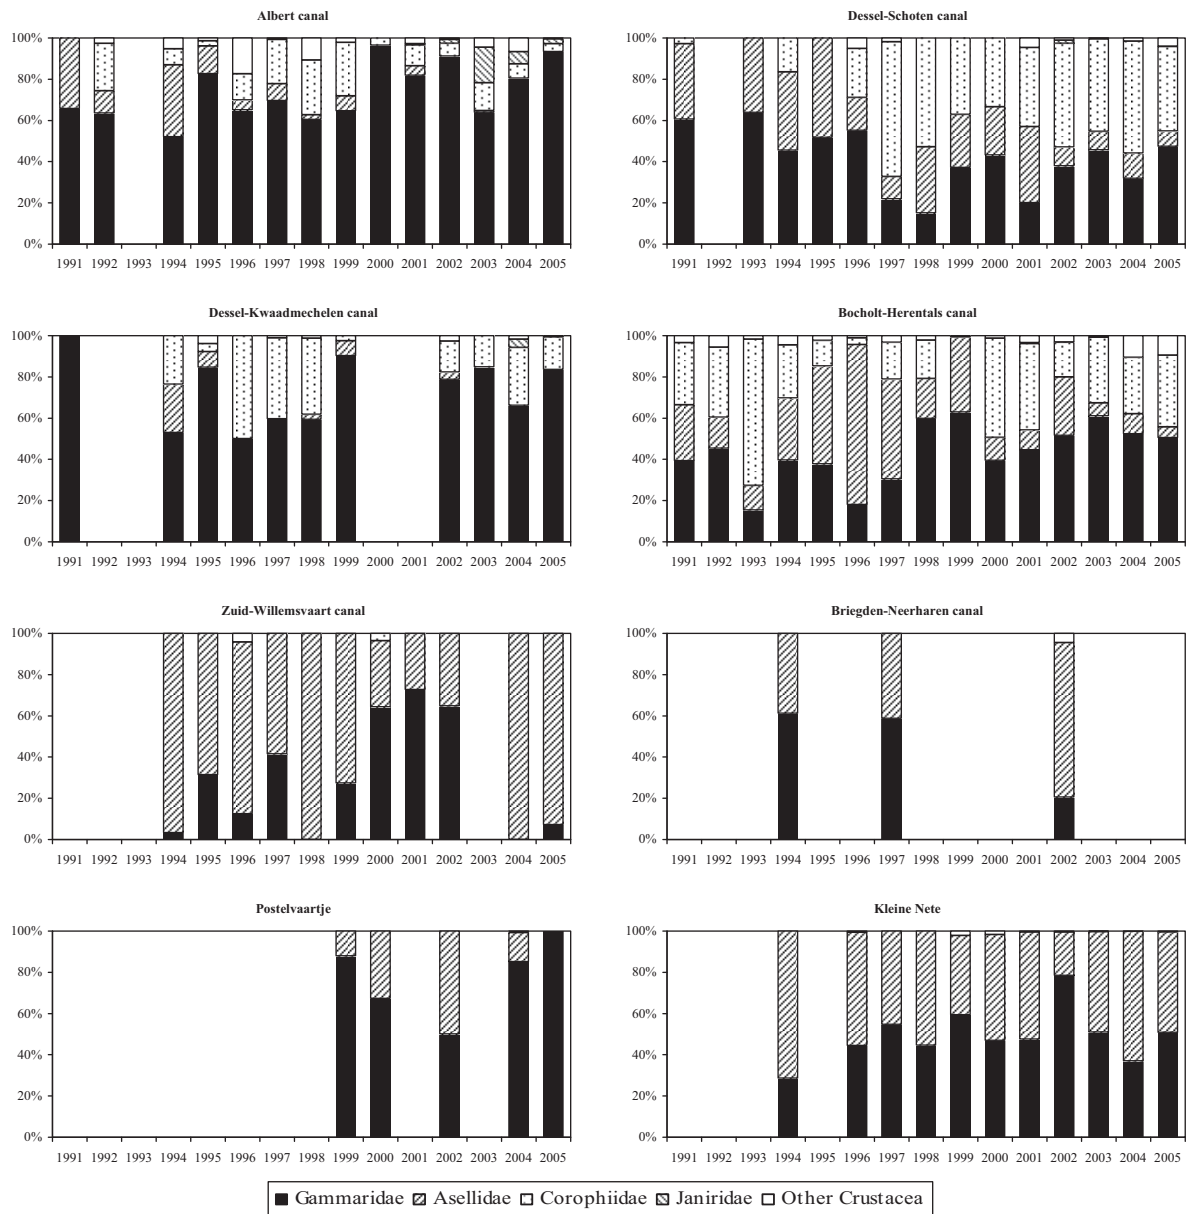 Albert canal
100%
80%
60%
40%
20%
0%
1991 1992 1993 1994 1995 1996 1997 1998 1999 2000 2001 2002 2003 2004 2005
Dessel-Schoten canal
100%
80%
60%
40%
20%
0%
1991 1992 1993 1994 1995 1996 1997 1998 1999 2000 2001 2002 2003 2004 2005
Dessel-Kwaadmechelen canal
100%
80%
60%
40%
20%
0%
1991 1992 1993 1994 1995 1996 1997 1998 1999 2000 2001 2002 2003 2004 2005
Bocholt-Herentals canal
100%
80%
60%
40%
20%
0%
1991 1992 1993 1994 1995 1996 1997 1998 1999 2000 2001 2002 2003 2004 2005
Zuid-Willemsvaart canal
100%
80%
60%
40%
20%
0%
1991 1992 1993 1994 1995 1996 1997 1998 1999 2000 2001 2002 2003 2004 2005
Briegden-Neerharen canal
100%
80%
60%
40%
20%
0%
1991 1992 1993 1994 1995 1996 1997 1998 1999 2000 2001 2002 2003 2004 2005
Postelvaartje
100%
80%
60%
40%
20%
0%
1991 1992 1993 1994 1995 1996 1997 1998 1999 2000 2001 2002 2003 2004 2005
Kleine Nete
100%
80%
60%
40%
20%
0%
1991 1992 1993 1994 1995 1996 1997 1998 1999 2000 2001 2002 2003 2004 2005
Gammaridae Asellidae Corophiidae Janiridae Other Crustacea